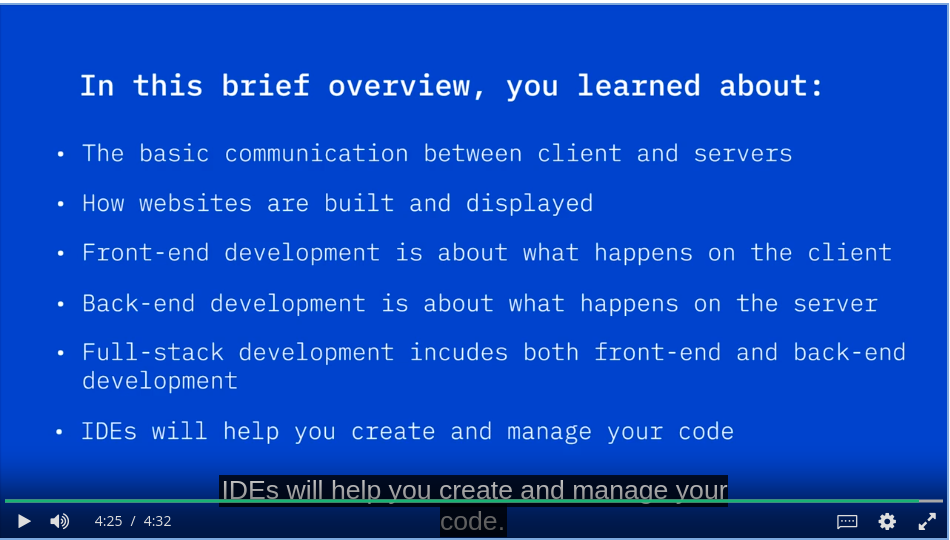 In this brief overview, you learned about:
• The basic communication between client and servers
• How websites are built and displayed
• Front-end development is about what happens on the client
• Back-end development is about what happens on the server
• Full-stack development incudes both front-end and back-end
development
• IDEs will help you create and manage your code
IDEs will help you create and manage your
code.
4:25 / 4:32